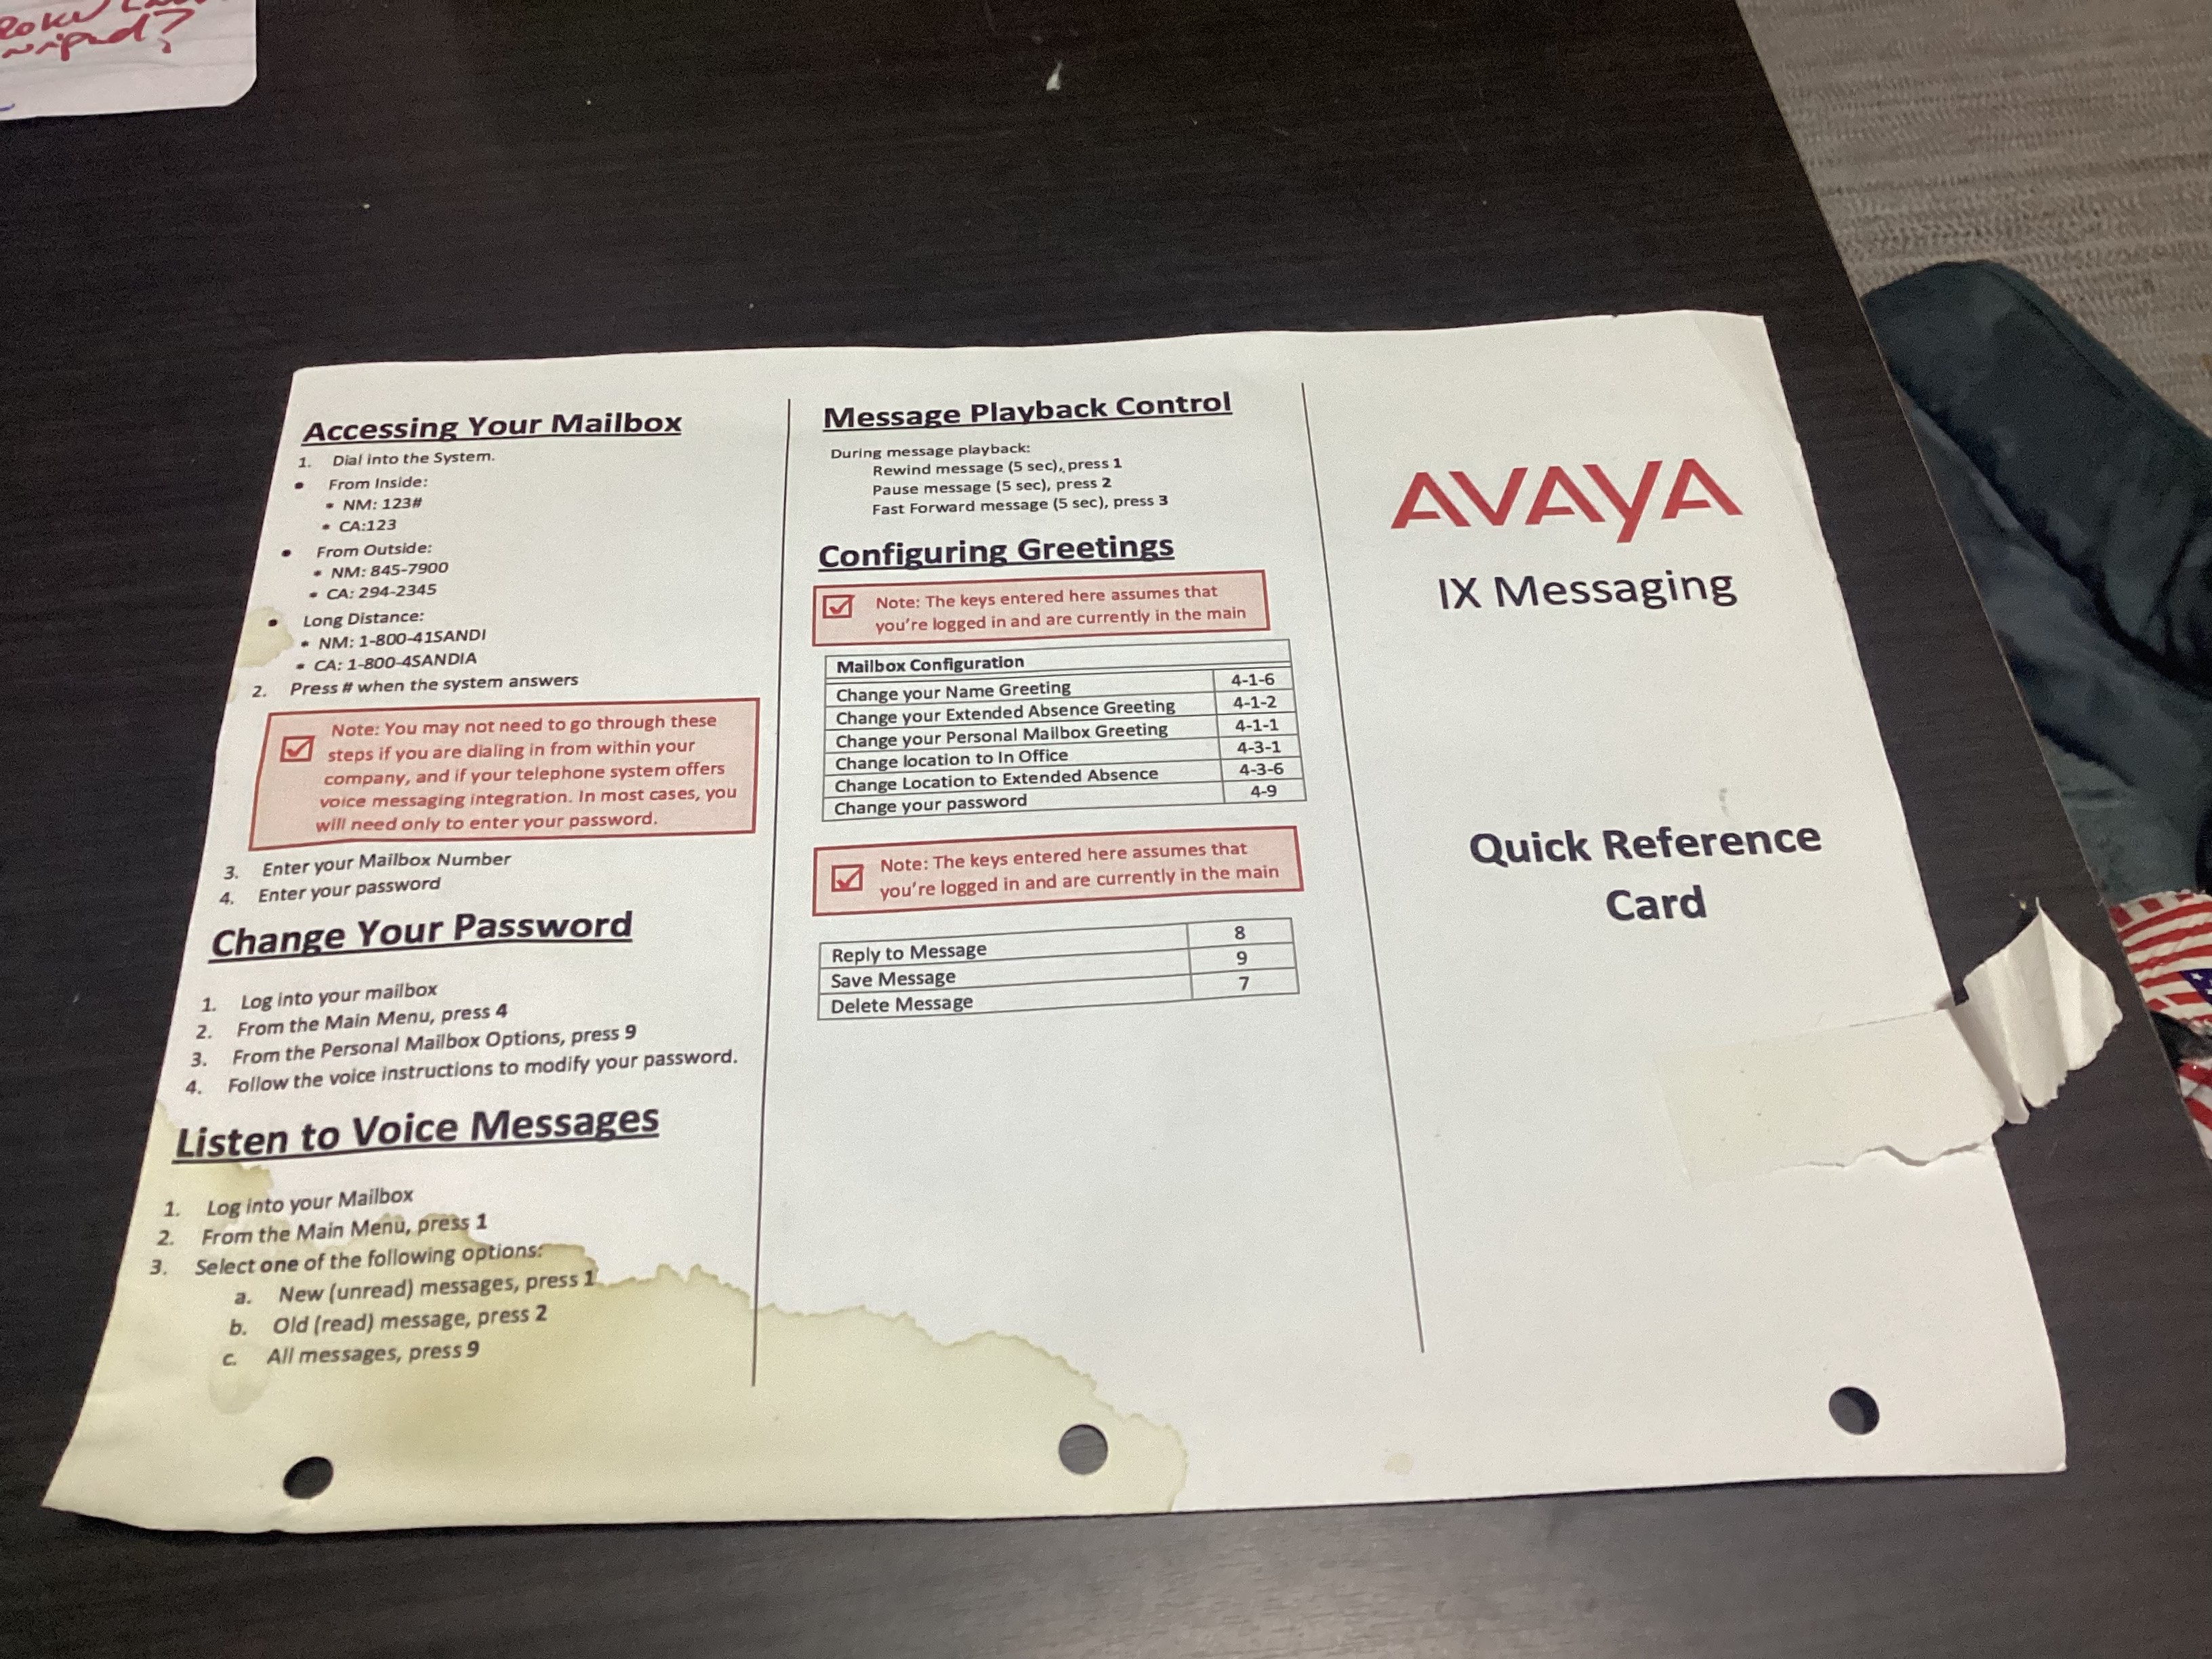 Accessing Your Mailbox
1. Dial into the System.
• From Inside:
• NM: 123#
• CA:123
• From Outside:
• NM: 845-7900
• CA: 294-2345
• Long Distance:
• NM: 1-800-41SANDI
• CA: 1-800-4SANDIA
2. Press # when the system answers
Note: You may not need to go through these
steps if you are dialing in from within your
company, and if your telephone system offers
voice messaging integration. In most cases, you
will need only to enter your password.
3. Enter your Mailbox Number
4. Enter your password
Change Your Password
1. Log into your mailbox
2. From the Main Menu, press 4
3. From the Personal Mailbox Options, press 9
4. Follow the voice instructions to modify your password.
Listen to Voice Messages
1. Log into your Mailbox
2. From the Main Menu, press 1
3. Select one of the following options:
a. New (unread) messages, press 1
b. Old (read) message, press 2
c. All messages, press 9
Message Playback Control
During message playback:
Rewind message (5 sec), press 1
Pause message (5 sec), press 2
Fast Forward message (5 sec), press 3
Configuring Greetings
Note: The keys entered here assumes that
you're logged in and are currently in the main
Mailbox Configuration
Change your Name Greeting 4-1-6
Change your Extended Absence Greeting 4-1-2
Change your Personal Mailbox Greeting 4-1-1
Change location to In Office 4-3-1
Change Location to Extended Absence 4-3-6
Change your password 4-9
Note: The keys entered here assumes that
you're logged in and are currently in the main
Reply to Message 8
Save Message 9
Delete Message 7
AVAYA
IX Messaging
Quick Reference
Card